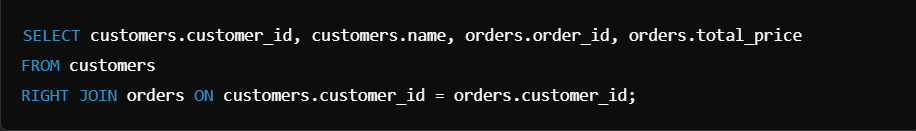 SELECT customers.customer_id, customers.name, orders.order_id, orders.total_price
FROM customers
RIGHT JOIN orders ON customers.customer_id = orders.customer_id;